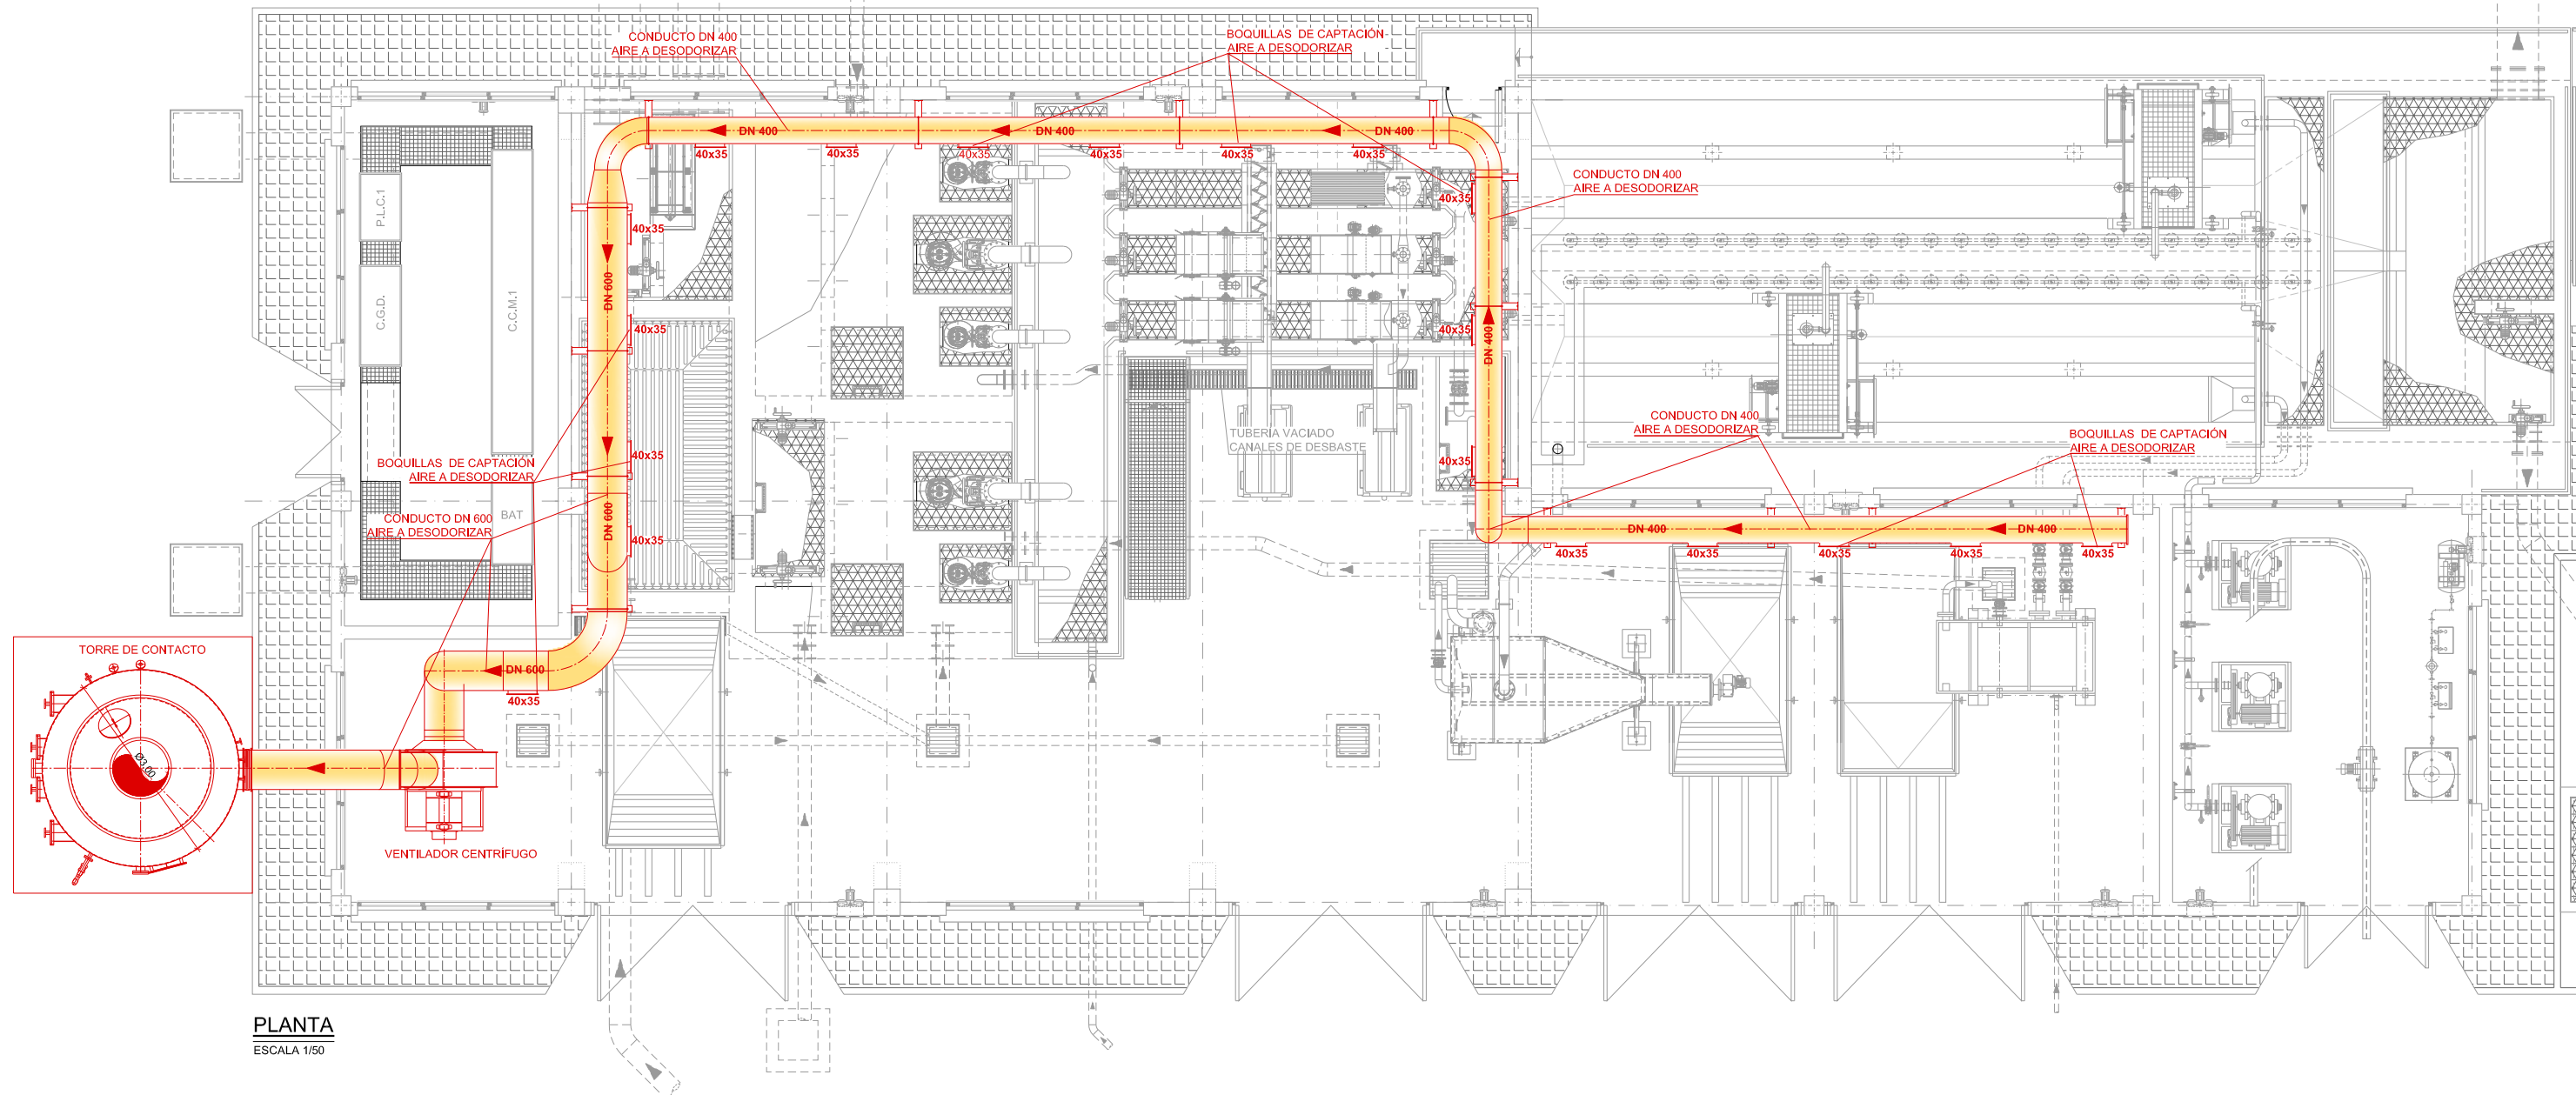 CONDUCTO DN 400
AIRE A DESODORIZAR
BOQUILLAS DE CAPTACIÓN
AIRE A DESODORIZAR
DN 400
DN 400
DN 400
40x35
40x35
40x35
40x35
40x35
40x35
CONDUCTO DN 400
AIRE A DESODORIZAR
40x35
P.L.C.1
C.G.D.
C.C.M.1
40x35
DN 600
40x35
40x35
DN 400
CONDUCTO DN 400
AIRE A DESODORIZAR
BOQUILLAS DE CAPTACIÓN
AIRE A DESODORIZAR
TUBERIA VACIADO
CANALES DE DESBASTE
40x35
40x35
BOQUILLAS DE CAPTACIÓN
AIRE A DESODORIZAR
CONDUCTO DN 600
AIRE A DESODORIZAR
BAT
DN 600
40x35
DN 400
DN 400
40x35
40x35
40x35
40x35
40x35
TORRE DE CONTACTO
DN 600
40x35
Ø3,00
VENTILADOR CENTRÍFUGO
PLANTA
ESCALA 1/50